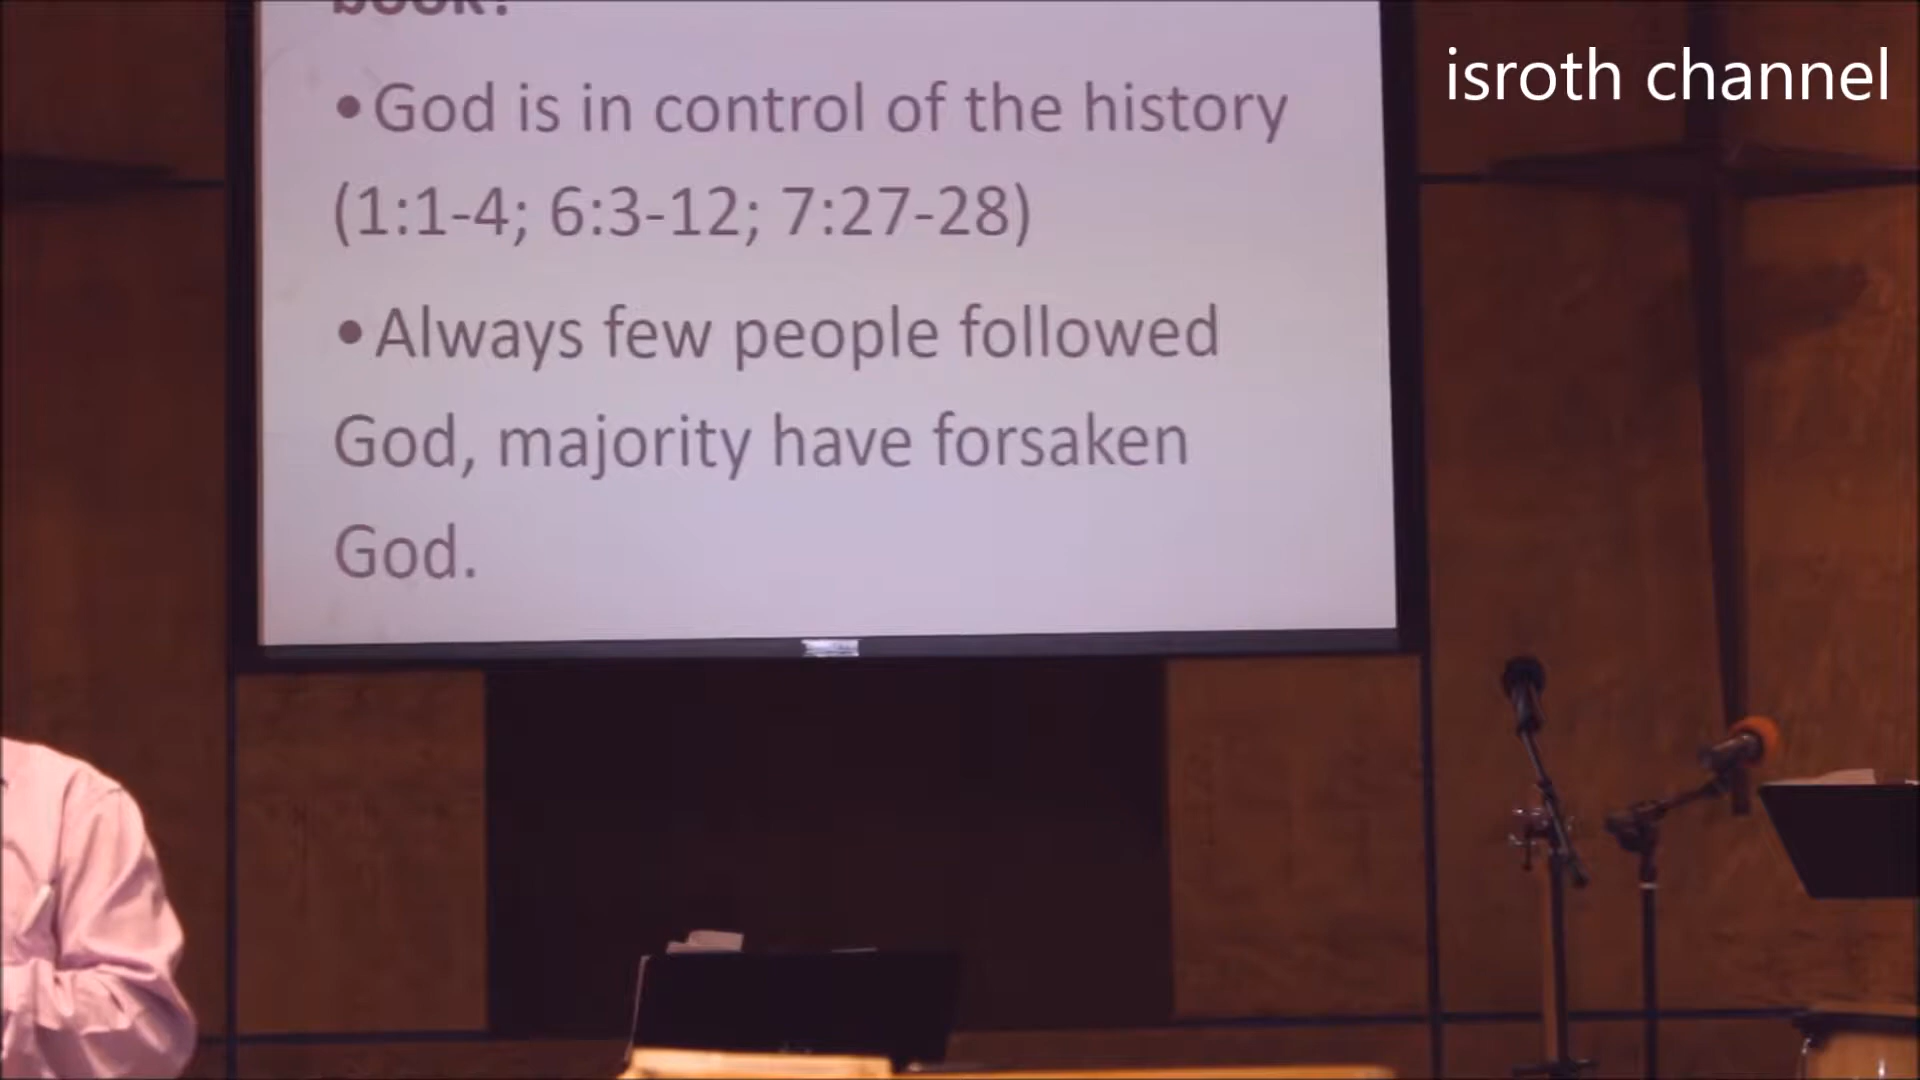 book?
isroth channel
•God is in control of the history
(1:1-4; 6:3-12; 7:27-28)
•Always few people followed
God, majority have forsaken
God.